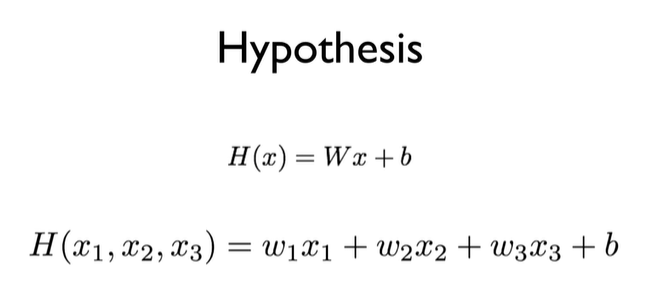 Hypothesis
H(x) = Wx + b
H(x₁, x₂, x₃) = w₁x₁ + w₂x₂ + w₃x₃ + b